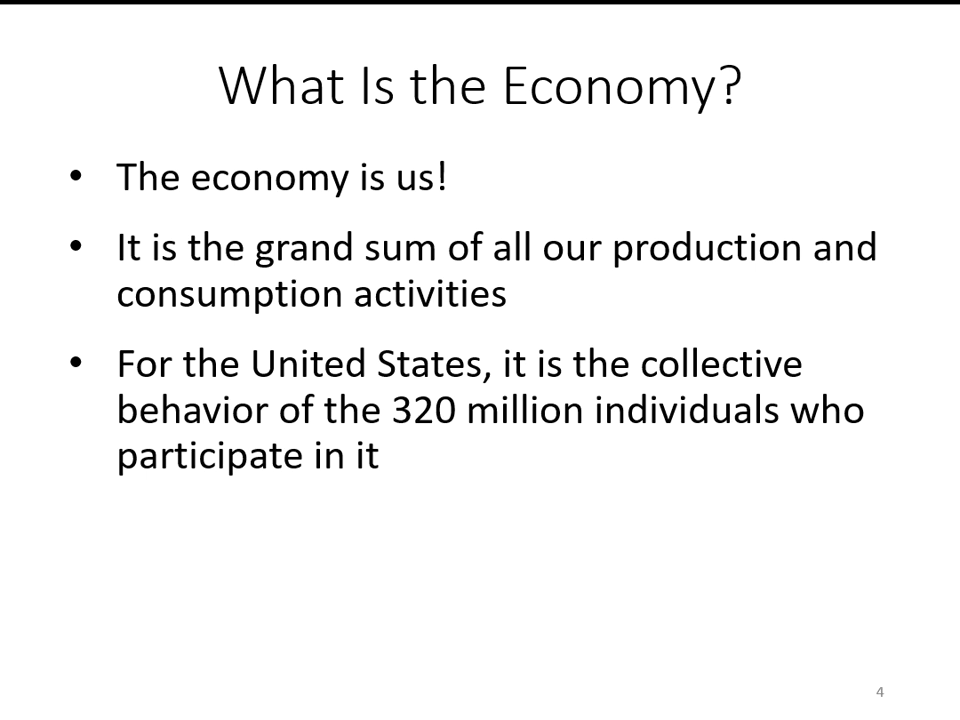 What Is the Economy?
• The economy is us!
• It is the grand sum of all our production and
consumption activities
• For the United States, it is the collective
behavior of the 320 million individuals who
participate in it
4